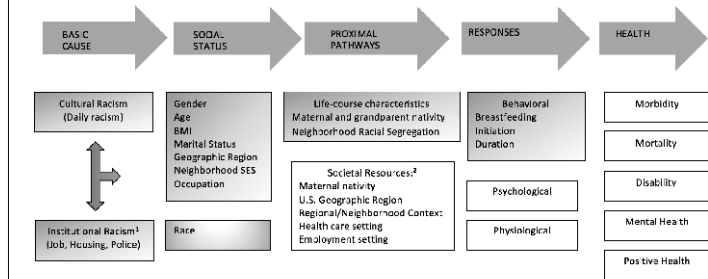 BASIC
CAUSE
SOCIAL
STATUS
PROXIMAL
PATHWAYS
RESPONSES
HEALTH
Cultural Racism
(Daily racism)
Institutional Racism¹
(Job, Housing, Police)
Gender
Age
BMI
Marital Status
Geographic Region
Neighborhood SES
Occupation
Race
Life-course characteristics
Maternal and grandparent nativity
Neighborhood Racial Segregation
Societal Resources:²
Maternal nativity
U.S. Geographic Region
Regional/Neighborhood Context
Health care setting
Employment setting
Behavioral
Breastfeeding
Initiation
Duration
Psychological
Physiological
Morbidity
Mortality
Disability
Mental Health
Positive Health